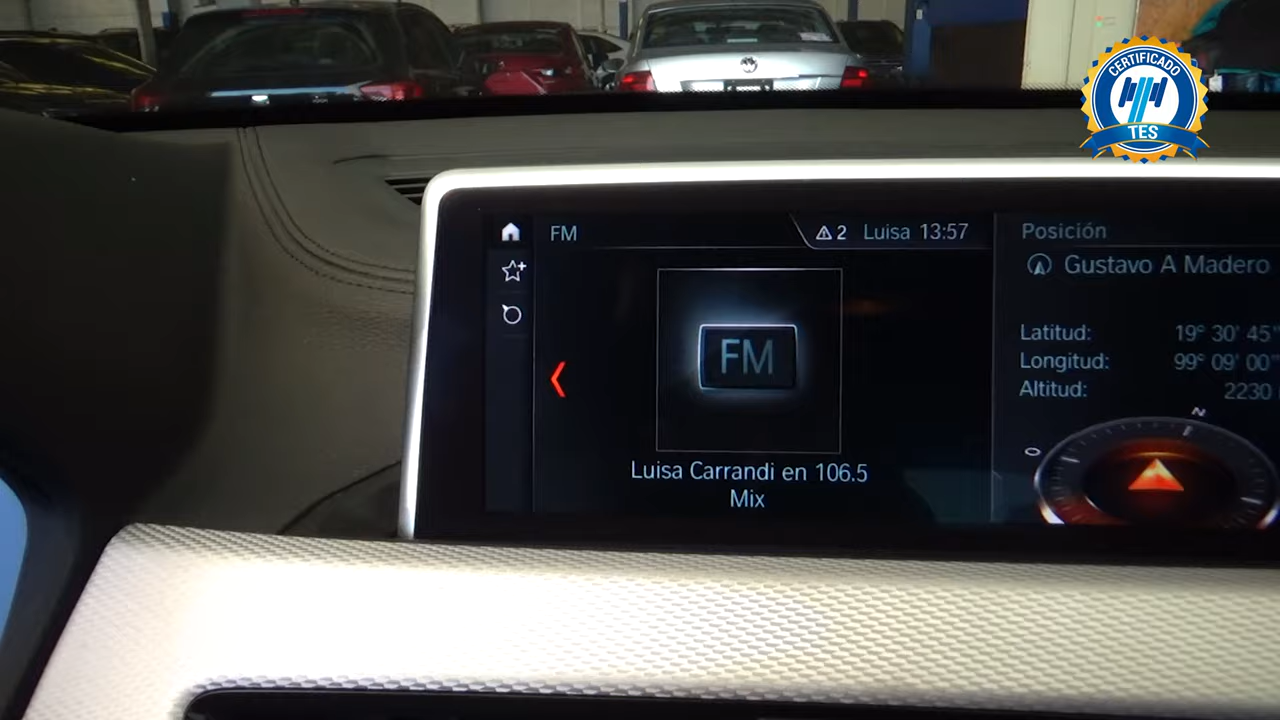 CERTIFICADO
TES
FM
2 Luisa 13:57
Posición
Gustavo A Madero
Latitud: 19° 30' 45"
Longitud: 99° 09' 00"
Altitud: 2230
N
O
FM
Luisa Carrandi en 106.5
Mix